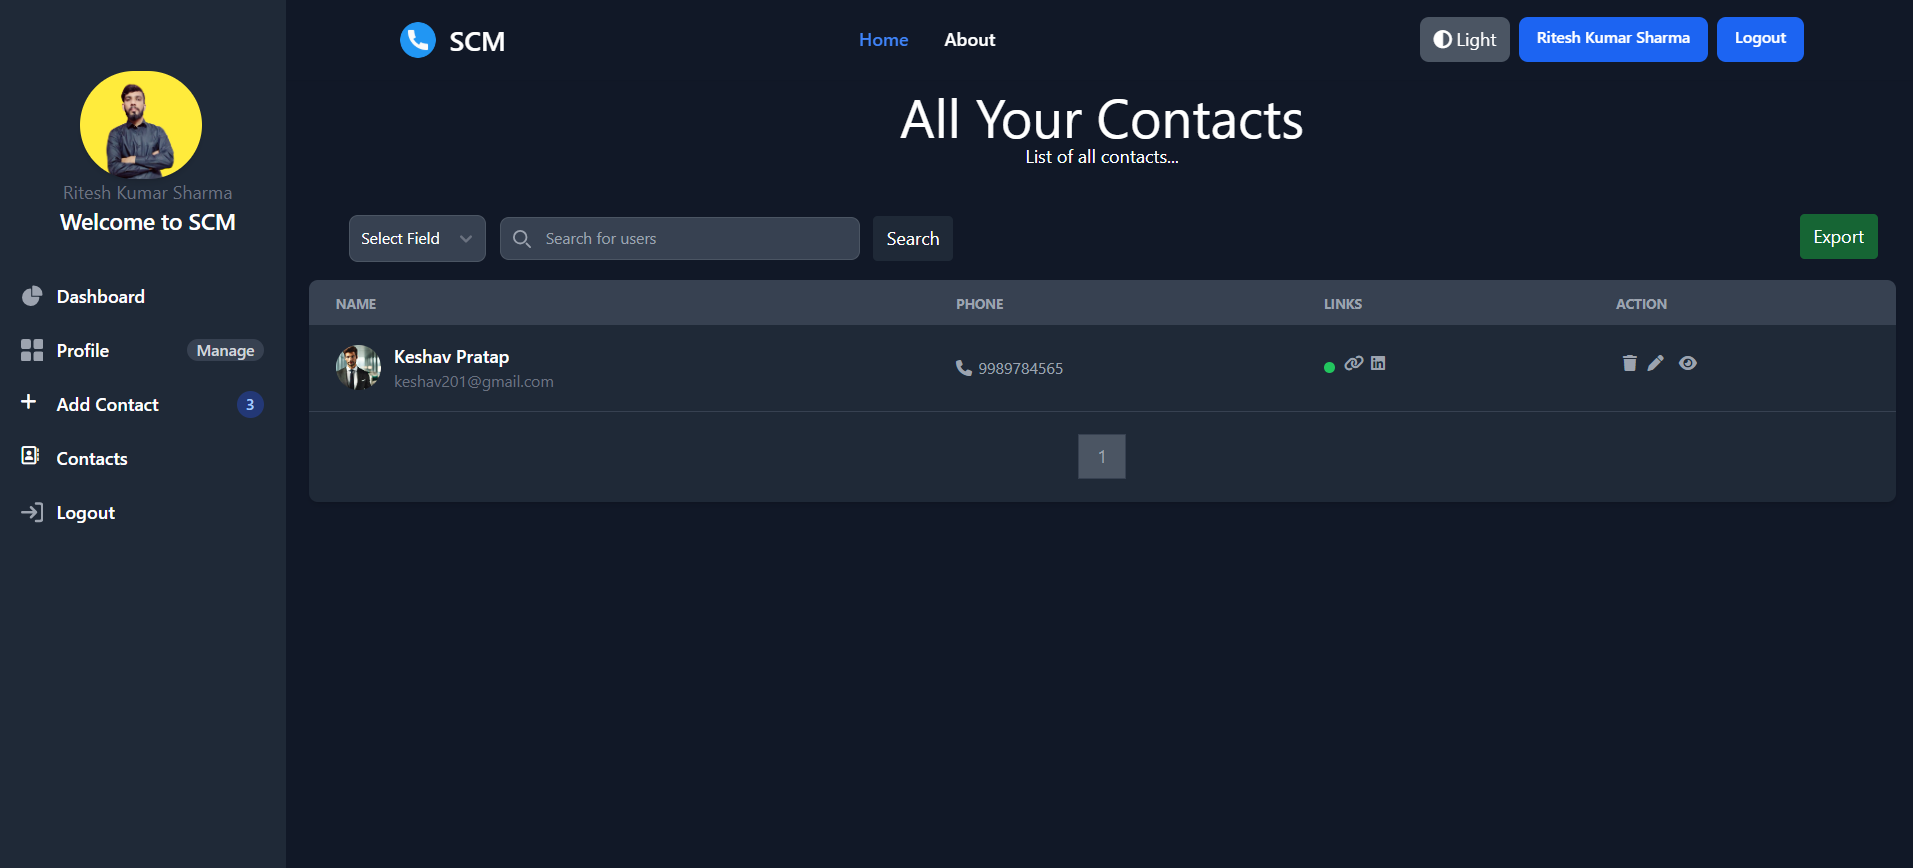 SCM
Home
About
Light
Ritesh Kumar Sharma
Logout
Ritesh Kumar Sharma
Welcome to SCM
Dashboard
Profile
Manage
Add Contact
3
Contacts
Logout
All Your Contacts
List of all contacts...
Select Field
Search for users
Search
Export
NAME PHONE LINKS ACTION
Keshav Pratap
keshav201@gmail.com
9989784565
1